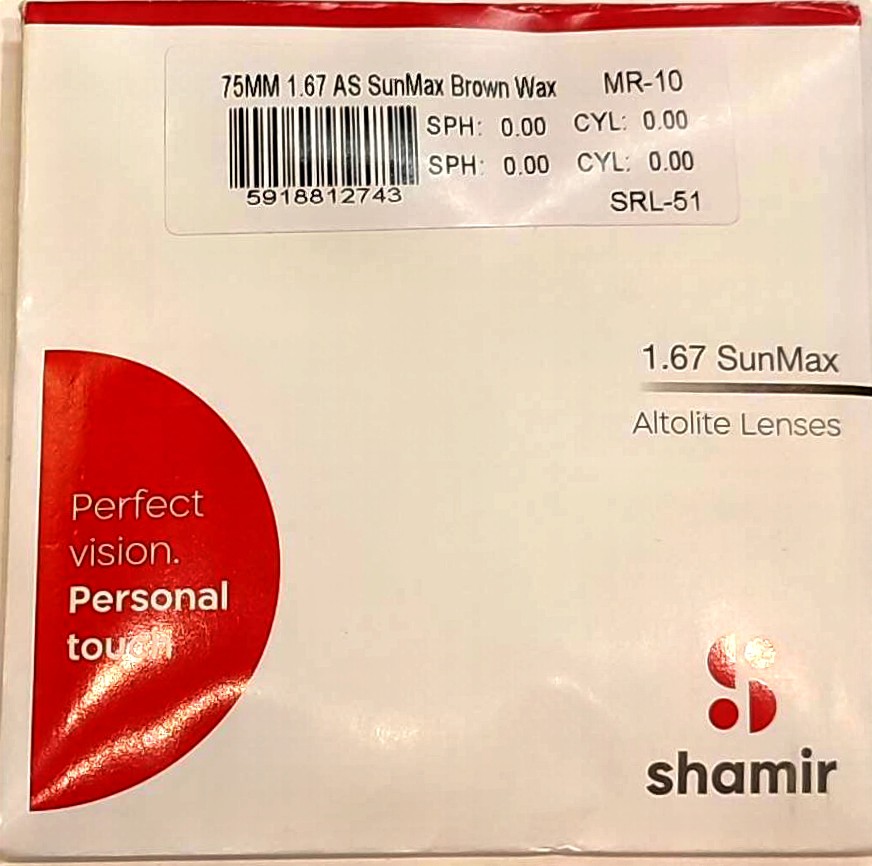 75MM 1.67 AS SunMax Brown Wax MR-10
SPH: 0.00 CYL: 0.00
SPH: 0.00 CYL: 0.00
5918812743
SRL-51
1.67 SunMax
Altolite Lenses
Perfect
vision.
Personal
touch
shamir